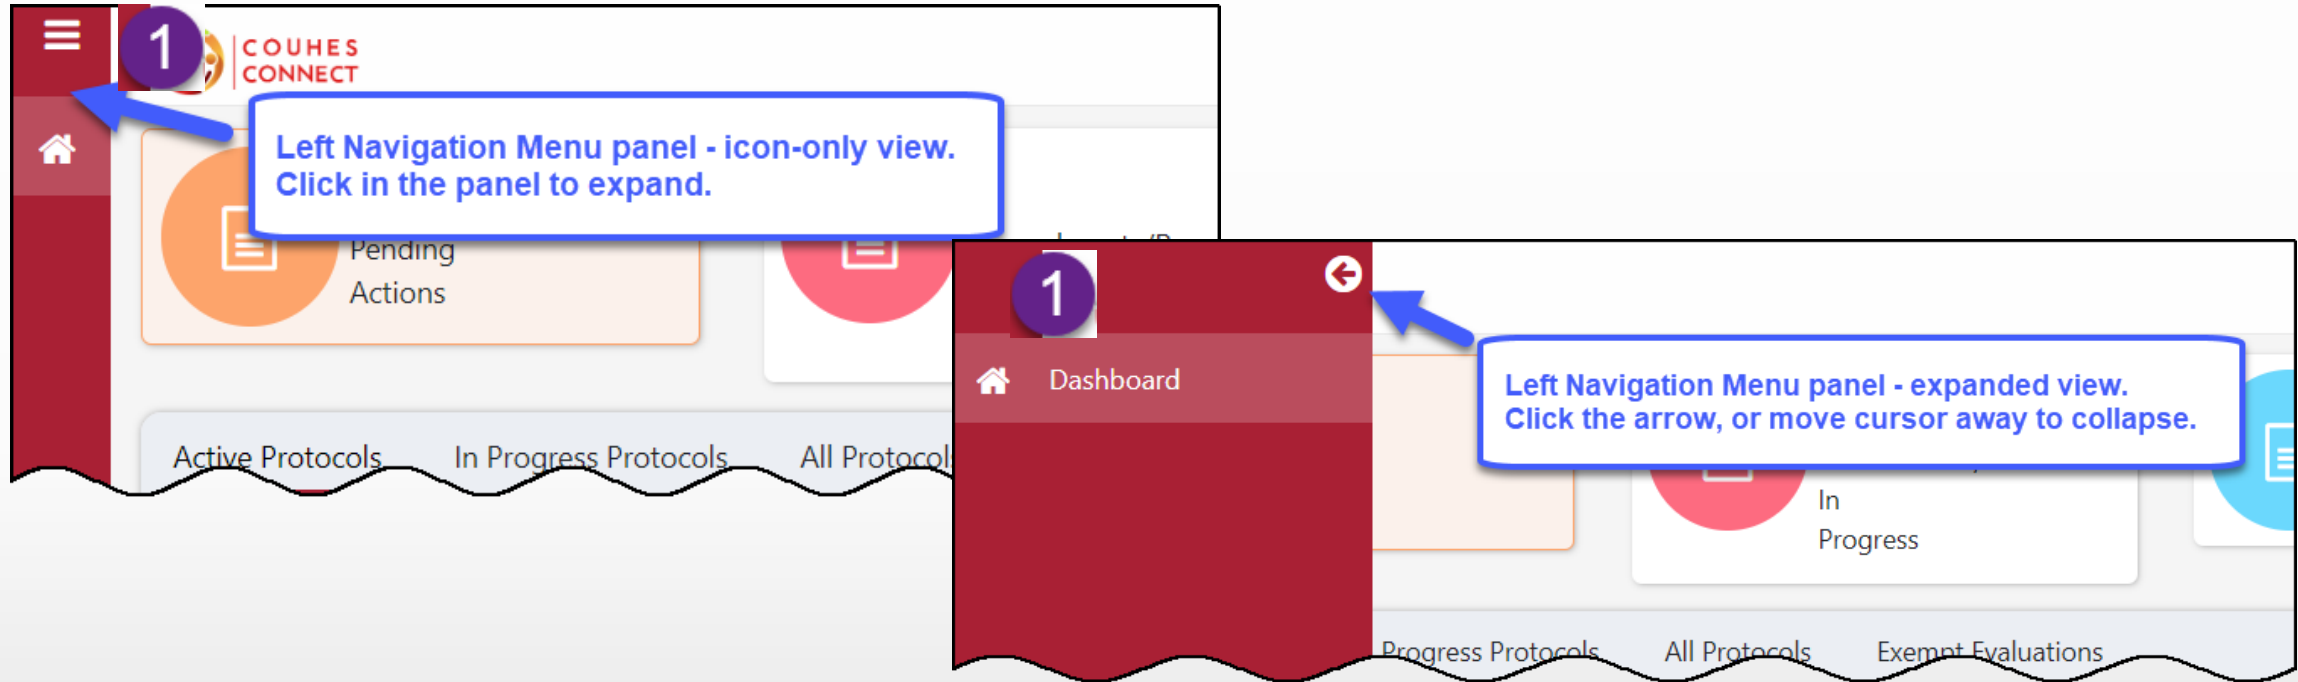 1
COUHES
CONNECT
Left Navigation Menu panel - icon-only view.
Click in the panel to expand.
Pending
Actions
Active Protocols
In Progress Protocols
All Protocols
1
Dashboard
Left Navigation Menu panel - expanded view.
Click the arrow, or move cursor away to collapse.
In
Progress
Progress Protocols
All Protocols
Exempt Evaluations